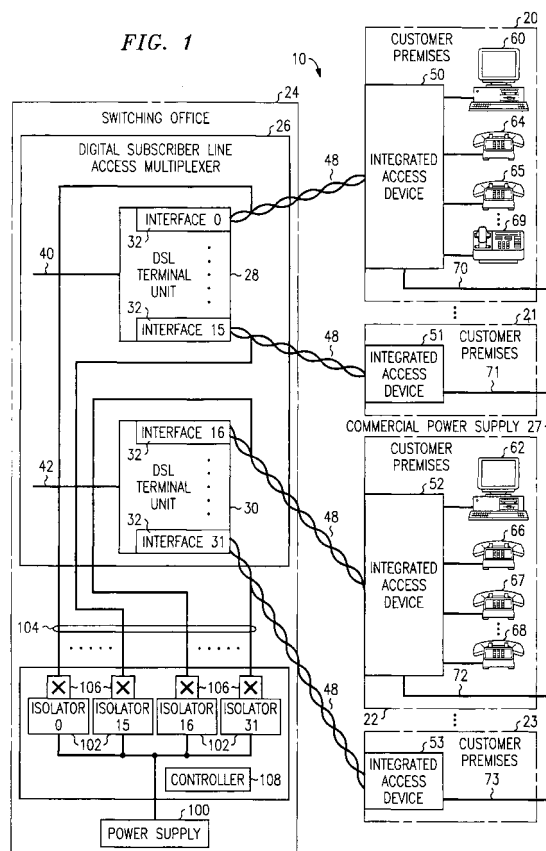 FIG. 1
10
24
SWITCHING OFFICE
26
DIGITAL SUBSCRIBER LINE
ACCESS MULTIPLEXER
INTERFACE 0
32
40
DSL
TERMINAL
UNIT
28
32
INTERFACE 15
INTERFACE 16
32
42
DSL
TERMINAL
UNIT
30
32
INTERFACE 31
104
106
106
ISOLATOR
0
ISOLATOR
15
ISOLATOR
16
ISOLATOR
31
102
102
CONTROLLER
108
100
POWER SUPPLY
48
48
48
48
20
CUSTOMER
PREMISES
60
50
INTEGRATED
ACCESS
DEVICE
64
65
69
70
21
51
CUSTOMER
PREMISES
INTEGRATED
ACCESS
DEVICE
71
COMMERCIAL POWER SUPPLY 27
CUSTOMER
PREMISES
62
52
INTEGRATED
ACCESS
DEVICE
66
67
68
72
22
23
53
CUSTOMER
PREMISES
INTEGRATED
ACCESS
DEVICE
73